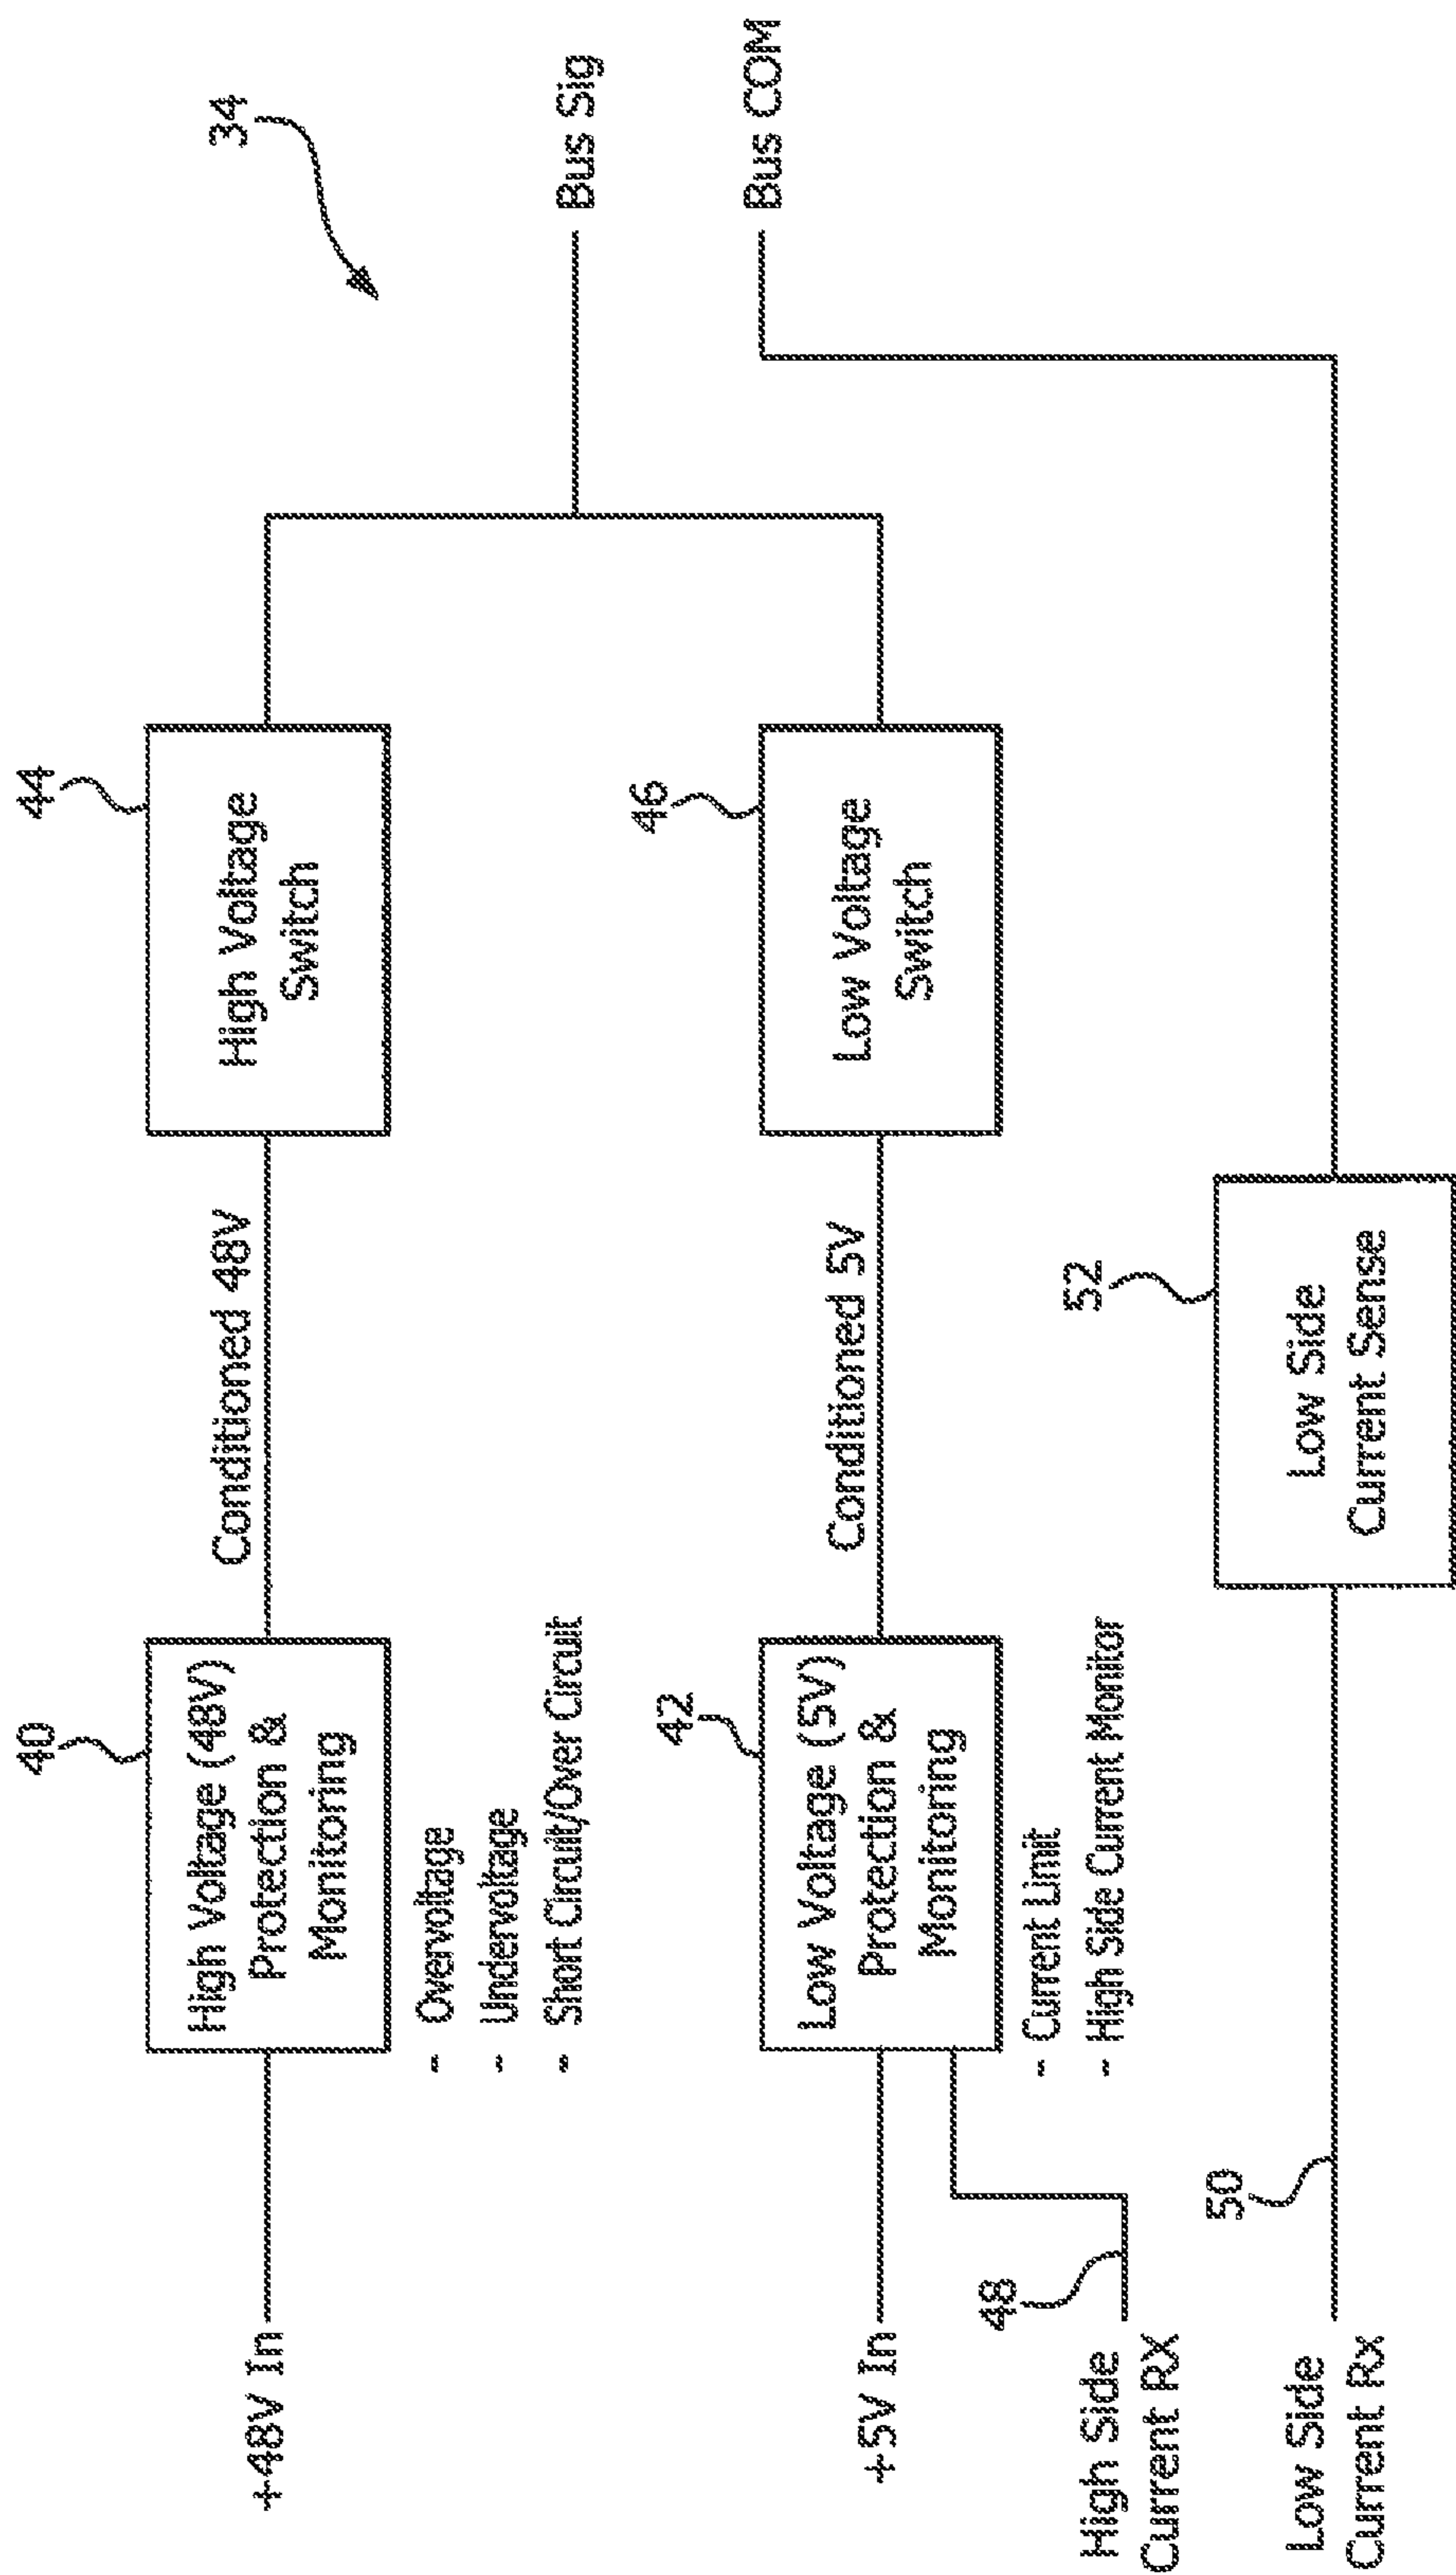 34
44
40
+48V In
High Voltage (48V)
Protection &
Monitoring
- Overvoltage
- Undervoltage
- Short Circuit/Over Circuit
Conditioned 48V
High Voltage
Switch
Bus Sig
Bus COM
42
46
+5V In
Low Voltage (5V)
Protection &
Monitoring
- Current Limit
- High Side Current Monitor
Conditioned 5V
Low Voltage
Switch
48
High Side
Current RX
50
52
Low Side
Current Rx
Low Side
Current Sense